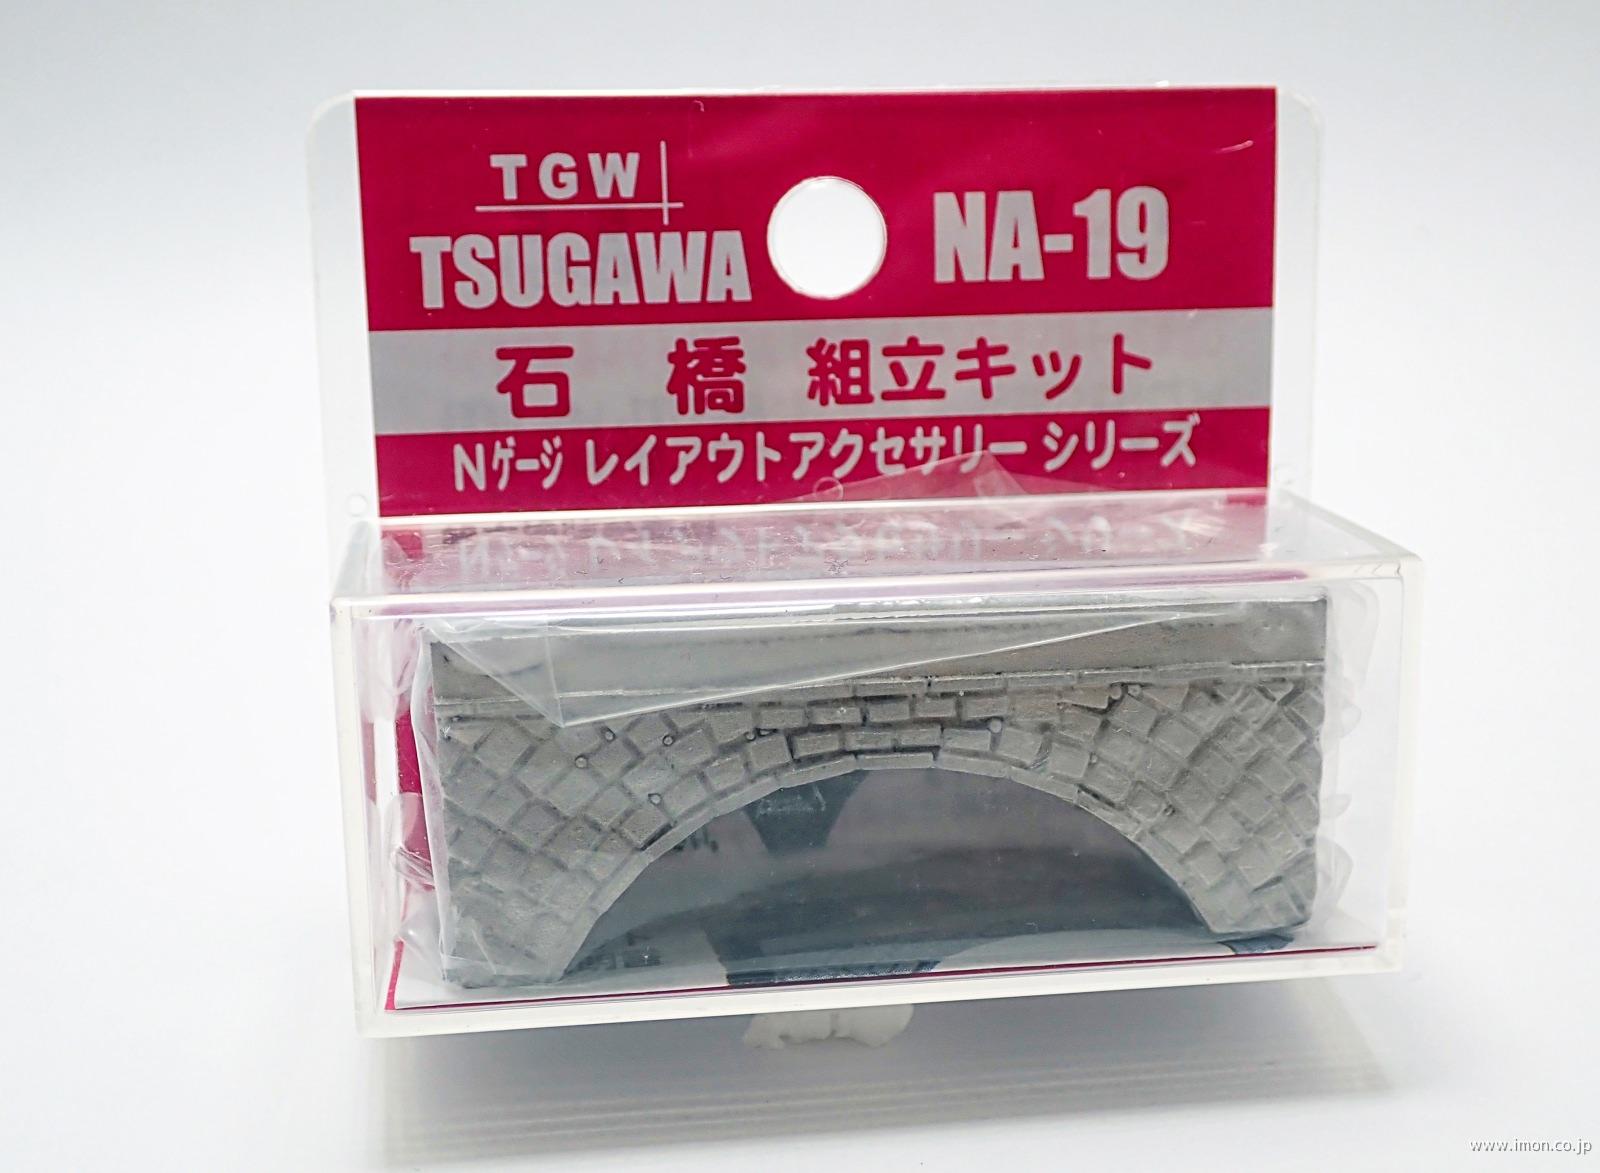 TGW
TSUGAWA
NA-19
石橋 組立キット
Nゲージ レイアウトアクセサリー シリーズ
www.imon.co.jp